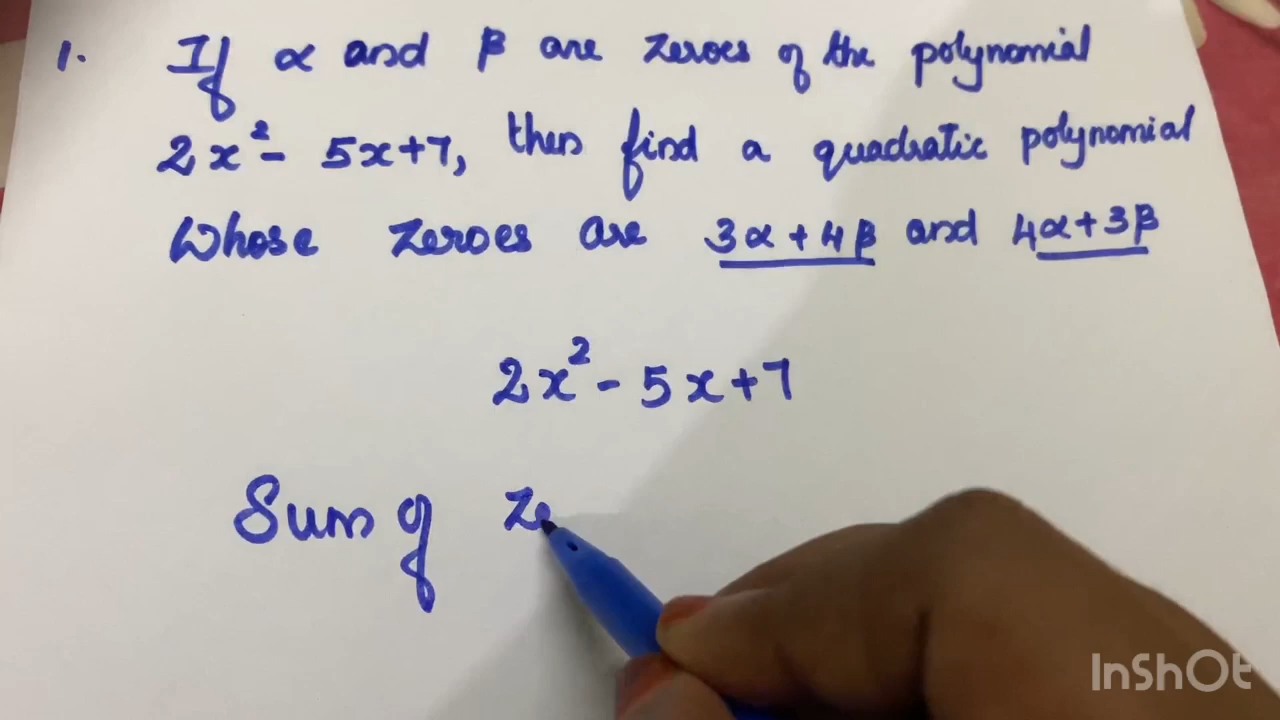 1. If α and β are zeroes of the polynomial
2x² - 5x+7, then find a quadratic polynomial
Whose zeroes are 3α + 4β and 4α + 3β
2x² - 5x+7
Sum of Ze
InShOt